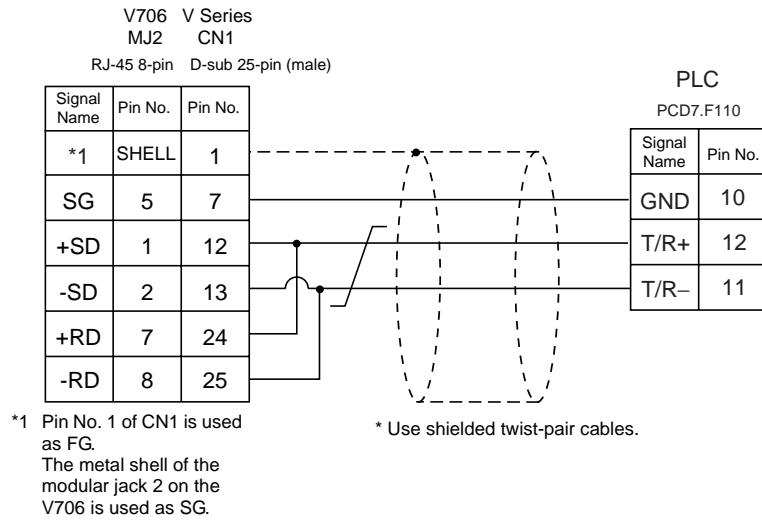 V706 V Series
MJ2 CN1
RJ-45 8-pin D-sub 25-pin (male)
Signal Name Pin No. Pin No.
*1 SHELL 1
SG 5 7
+SD 1 12
-SD 2 13
+RD 7 24
-RD 8 25
PLC
PCD7.F110
Signal Name Pin No.
GND 10
T/R+ 12
T/R− 11
*1 Pin No. 1 of CN1 is used
as FG.
The metal shell of the
modular jack 2 on the
V706 is used as SG.
* Use shielded twist-pair cables.